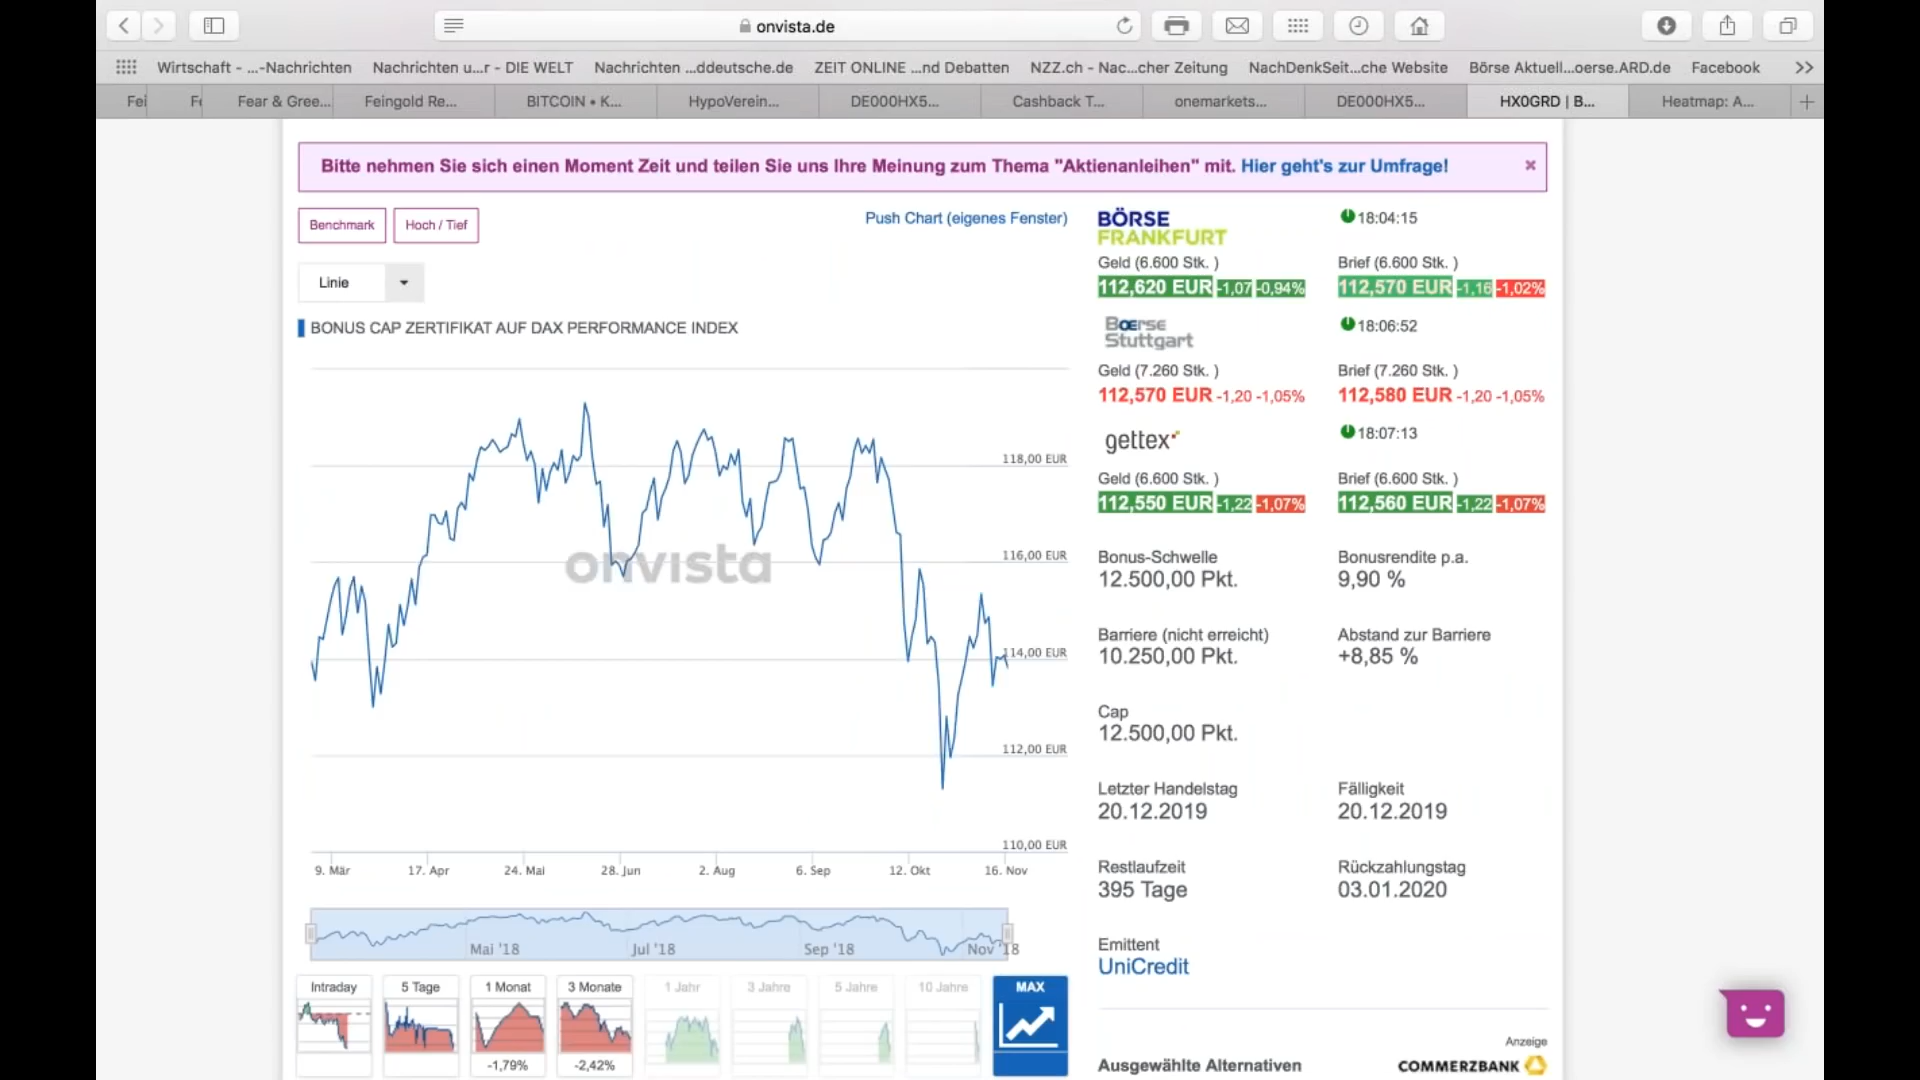 onvista.de
Wirtschaft - ...-Nachrichten Nachrichten u...r - DIE WELT Nachrichten ...ddeutsche.de ZEIT ONLINE ...nd Debatten NZZ.ch - Nac...cher Zeitung NachDenkSeit...che Website Börse Aktuell...oerse.ARD.de Facebook >>
Fei Fe Fear & Gree... Feingold Re... BITCOIN • K... HypoVerein... DE000HX5... Cashback T... onemarkets... DE000HX5... HX0GRD | B... Heatmap: A... +
Bitte nehmen Sie sich einen Moment Zeit und teilen Sie uns Ihre Meinung zum Thema "Aktienanleihen" mit. Hier geht's zur Umfrage! ×
Benchmark Hoch / Tief Push Chart (eigenes Fenster)
Linie
BONUS CAP ZERTIFIKAT AUF DAX PERFORMANCE INDEX
118,00 EUR
116,00 EUR
onvista
114,00 EUR
112,00 EUR
110,00 EUR
9. Mär 17. Apr 24. Mai 28. Jun 2. Aug 6. Sep 12. Okt 16. Nov
Mai '18 Jul '18 Sep '18 Nov '18
Intraday 5 Tage 1 Monat 3 Monate 1 Jahr 3 Jahre 5 Jahre 10 Jahre MAX
-1,79% -2,42%
BÖRSE
FRANKFURT
18:04:15
Geld (6.600 Stk. ) Brief (6.600 Stk. )
112,620 EUR -1,07 -0,94% 112,570 EUR -1,16 -1,02%
Bœrse
Stuttgart
18:06:52
Geld (7.260 Stk. ) Brief (7.260 Stk. )
112,570 EUR -1,20 -1,05% 112,580 EUR -1,20 -1,05%
gettex
18:07:13
Geld (6.600 Stk. ) Brief (6.600 Stk. )
112,550 EUR -1,22 -1,07% 112,560 EUR -1,22 -1,07%
Bonus-Schwelle Bonusrendite p.a.
12.500,00 Pkt. 9,90 %
Barriere (nicht erreicht) Abstand zur Barriere
10.250,00 Pkt. +8,85 %
Cap
12.500,00 Pkt.
Letzter Handelstag Fälligkeit
20.12.2019 20.12.2019
Restlaufzeit Rückzahlungstag
395 Tage 03.01.2020
Emittent
UniCredit
Anzeige
Ausgewählte Alternativen COMMERZBANK